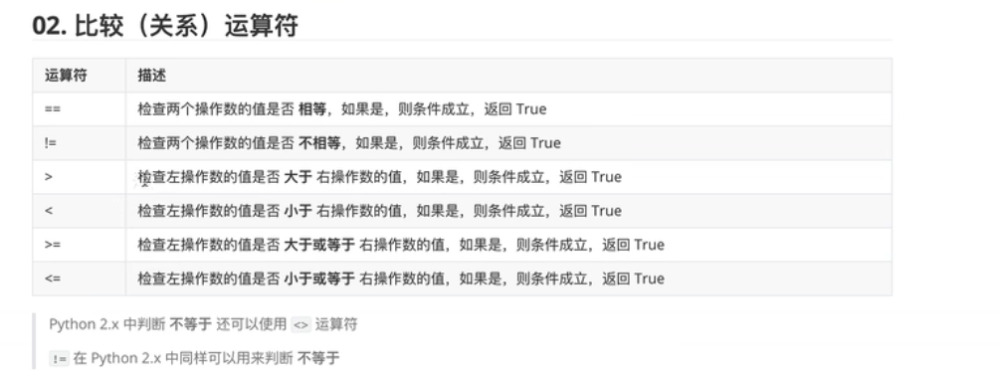 02. 比较（关系）运算符
运算符 描述
== 检查两个操作数的值是否 相等，如果是，则条件成立，返回 True
!= 检查两个操作数的值是否 不相等，如果是，则条件成立，返回 True
> 检查左操作数的值是否 大于 右操作数的值，如果是，则条件成立，返回 True
< 检查左操作数的值是否 小于 右操作数的值，如果是，则条件成立，返回 True
>= 检查左操作数的值是否 大于或等于 右操作数的值，如果是，则条件成立，返回 True
<= 检查左操作数的值是否 小于或等于 右操作数的值，如果是，则条件成立，返回 True
Python 2.x 中判断 不等于 还可以使用 <> 运算符
!= 在 Python 2.x 中同样可以用来判断 不等于